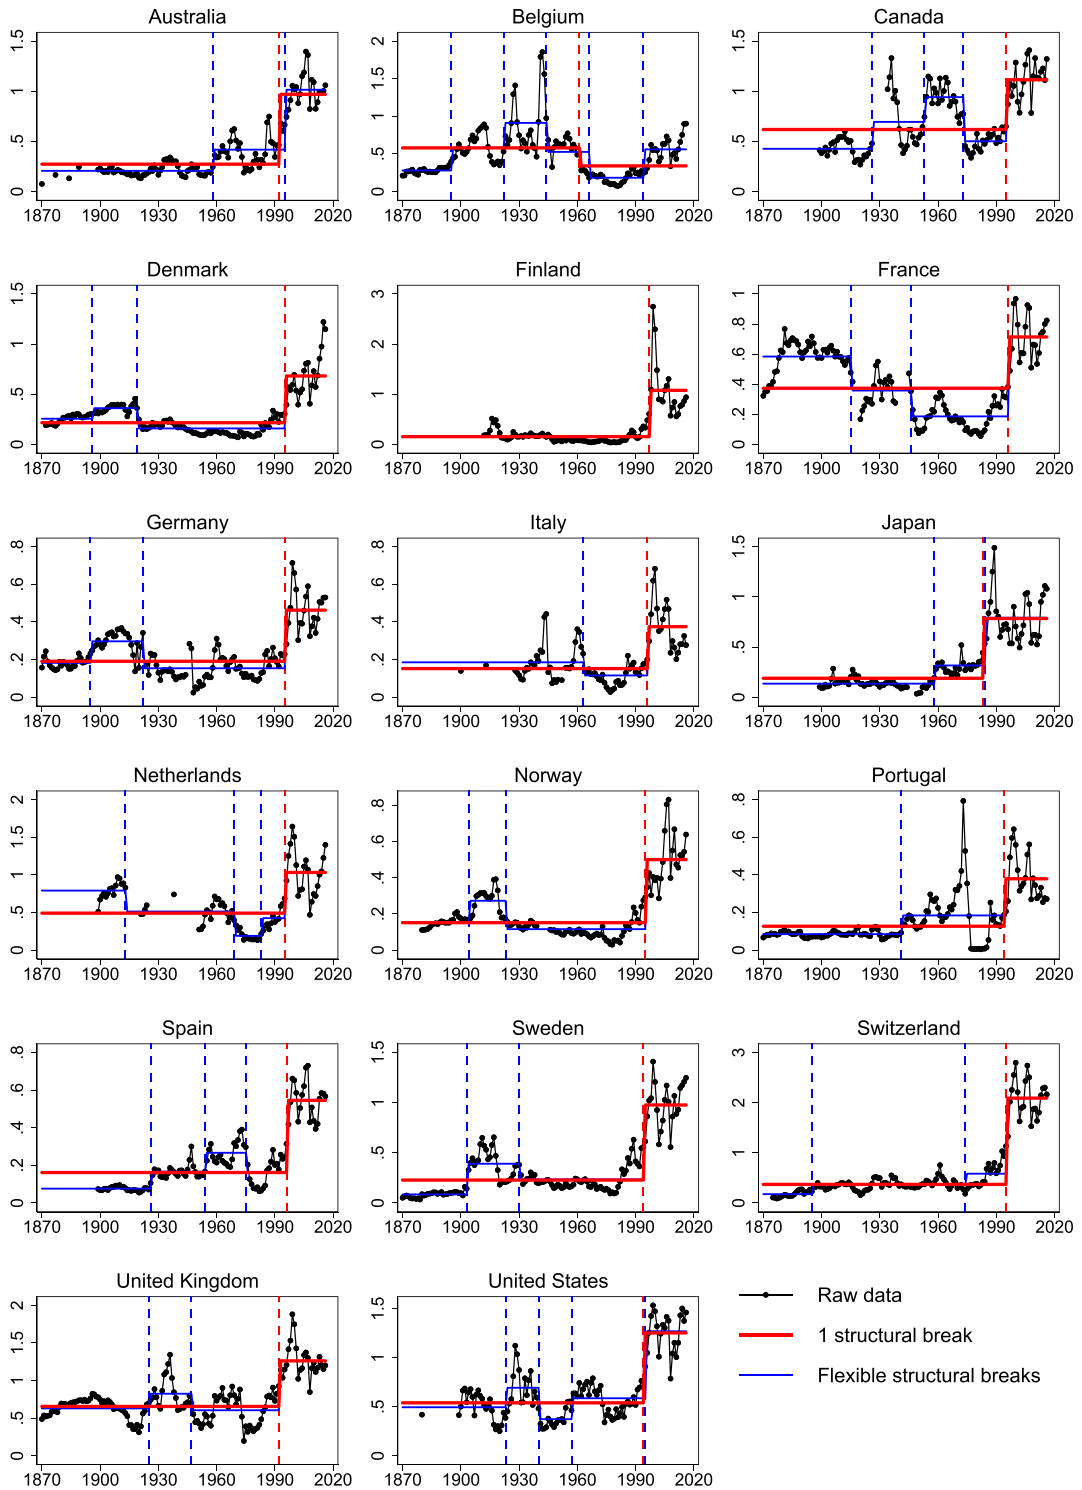 Australia
1.5
1
.5
0
1870 1900 1930 1960 1990 2020
Belgium
2
1.5
1
0.5
0
1870 1900 1930 1960 1990 2020
Canada
1.5
1
0.5
0
1870 1900 1930 1960 1990 2020
Denmark
1.5
1
.5
0
1870 1900 1930 1960 1990 2020
Finland
3
2
1
0
1870 1900 1930 1960 1990 2020
France
1
.8
.6
.4
.2
0
1870 1900 1930 1960 1990 2020
Germany
.8
.6
.4
.2
0
1870 1900 1930 1960 1990 2020
Italy
.8
.6
.4
.2
0
1870 1900 1930 1960 1990 2020
Japan
1.5
1
.5
0
1870 1900 1930 1960 1990 2020
Netherlands
2
1.5
1
.5
0
1870 1900 1930 1960 1990 2020
Norway
.8
.6
.4
.2
0
1870 1900 1930 1960 1990 2020
Portugal
.8
.6
.4
.2
0
1870 1900 1930 1960 1990 2020
Spain
.8
.6
.4
.2
0
1870 1900 1930 1960 1990 2020
Sweden
1.5
1
.5
0
1870 1900 1930 1960 1990 2020
Switzerland
3
2
1
0
1870 1900 1930 1960 1990 2020
United Kingdom
2
1.5
1
.5
0
1870 1900 1930 1960 1990 2020
United States
1.5
1
.5
0
1870 1900 1930 1960 1990 2020
Raw data
1 structural break
Flexible structural breaks